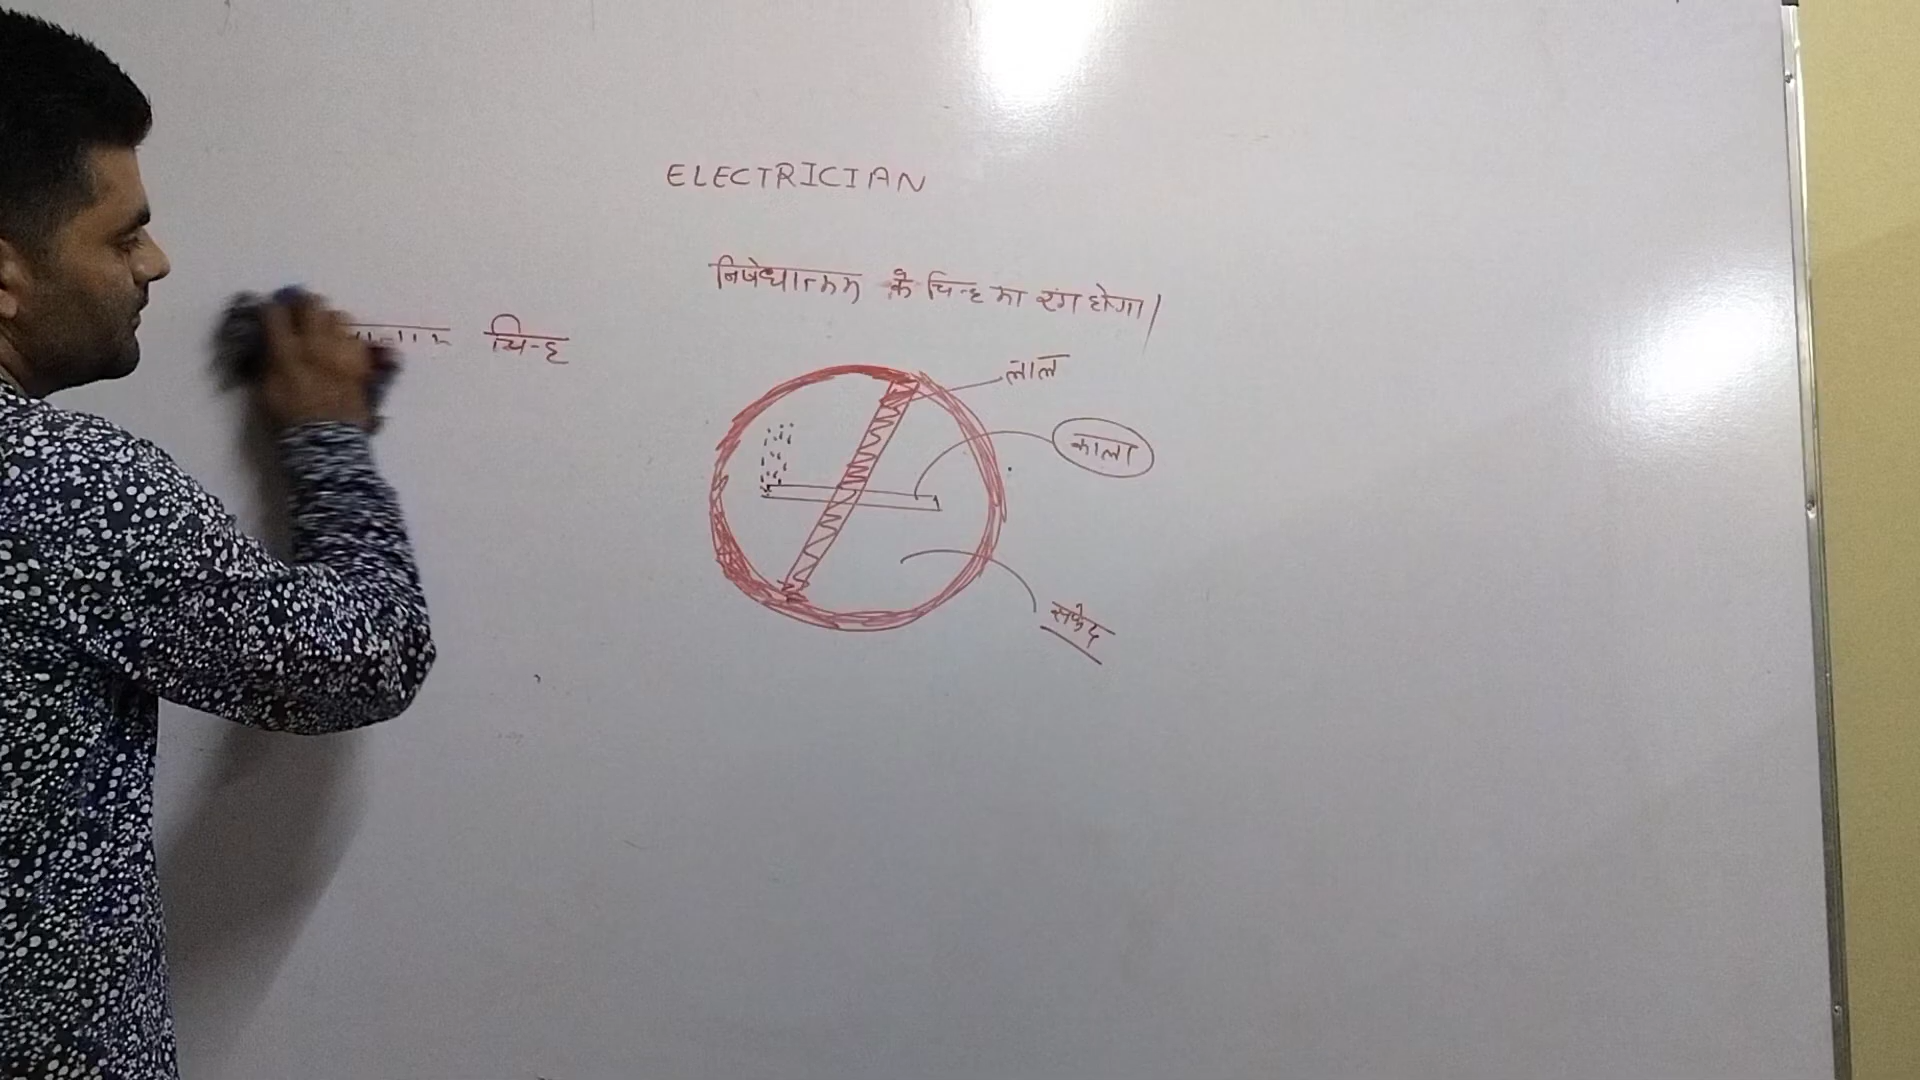 ELECTRICIAN
निषेधात्मक के चिन्ह का रंग होगा।
चिन्ह
लाल
काला
सफेद